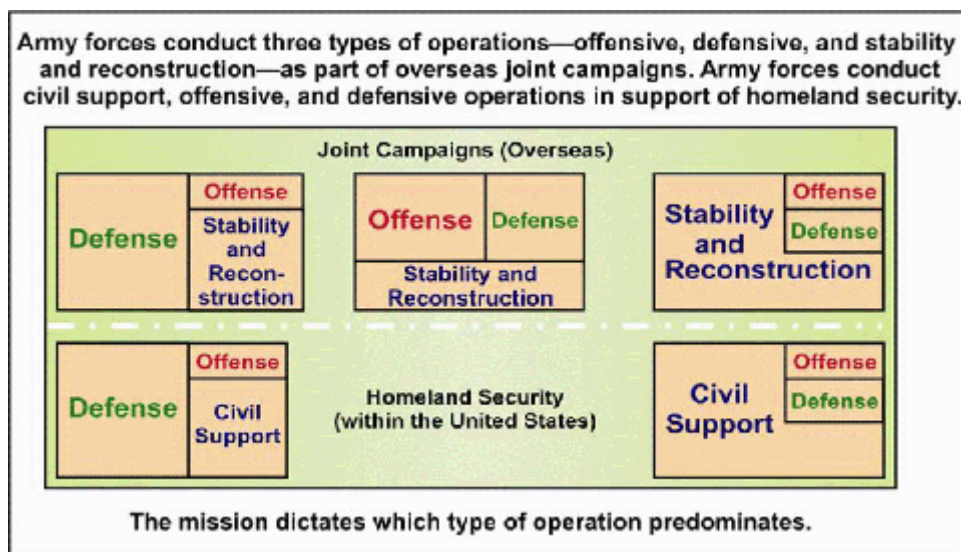 Army forces conduct three types of operations—offensive, defensive, and stability
and reconstruction—as part of overseas joint campaigns. Army forces conduct
civil support, offensive, and defensive operations in support of homeland security.
Joint Campaigns (Overseas)
Defense
Offense
Stability
and
Recon-
struction
Offense
Defense
Stability and
Reconstruction
Stability
and
Reconstruction
Offense
Defense
Defense
Offense
Civil
Support
Homeland Security
(within the United States)
Civil
Support
Offense
Defense
The mission dictates which type of operation predominates.